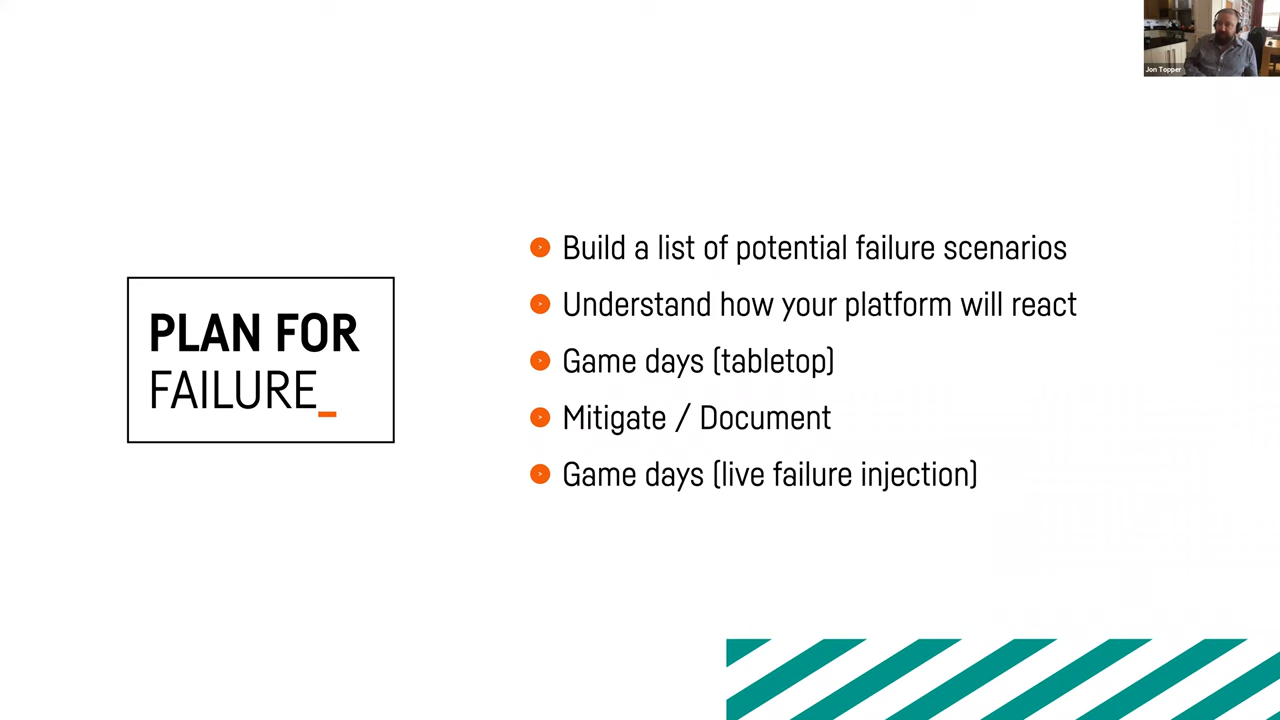 Jon Topper
PLAN FOR
FAILURE_
Build a list of potential failure scenarios
Understand how your platform will react
Game days (tabletop)
Mitigate / Document
Game days (live failure injection)